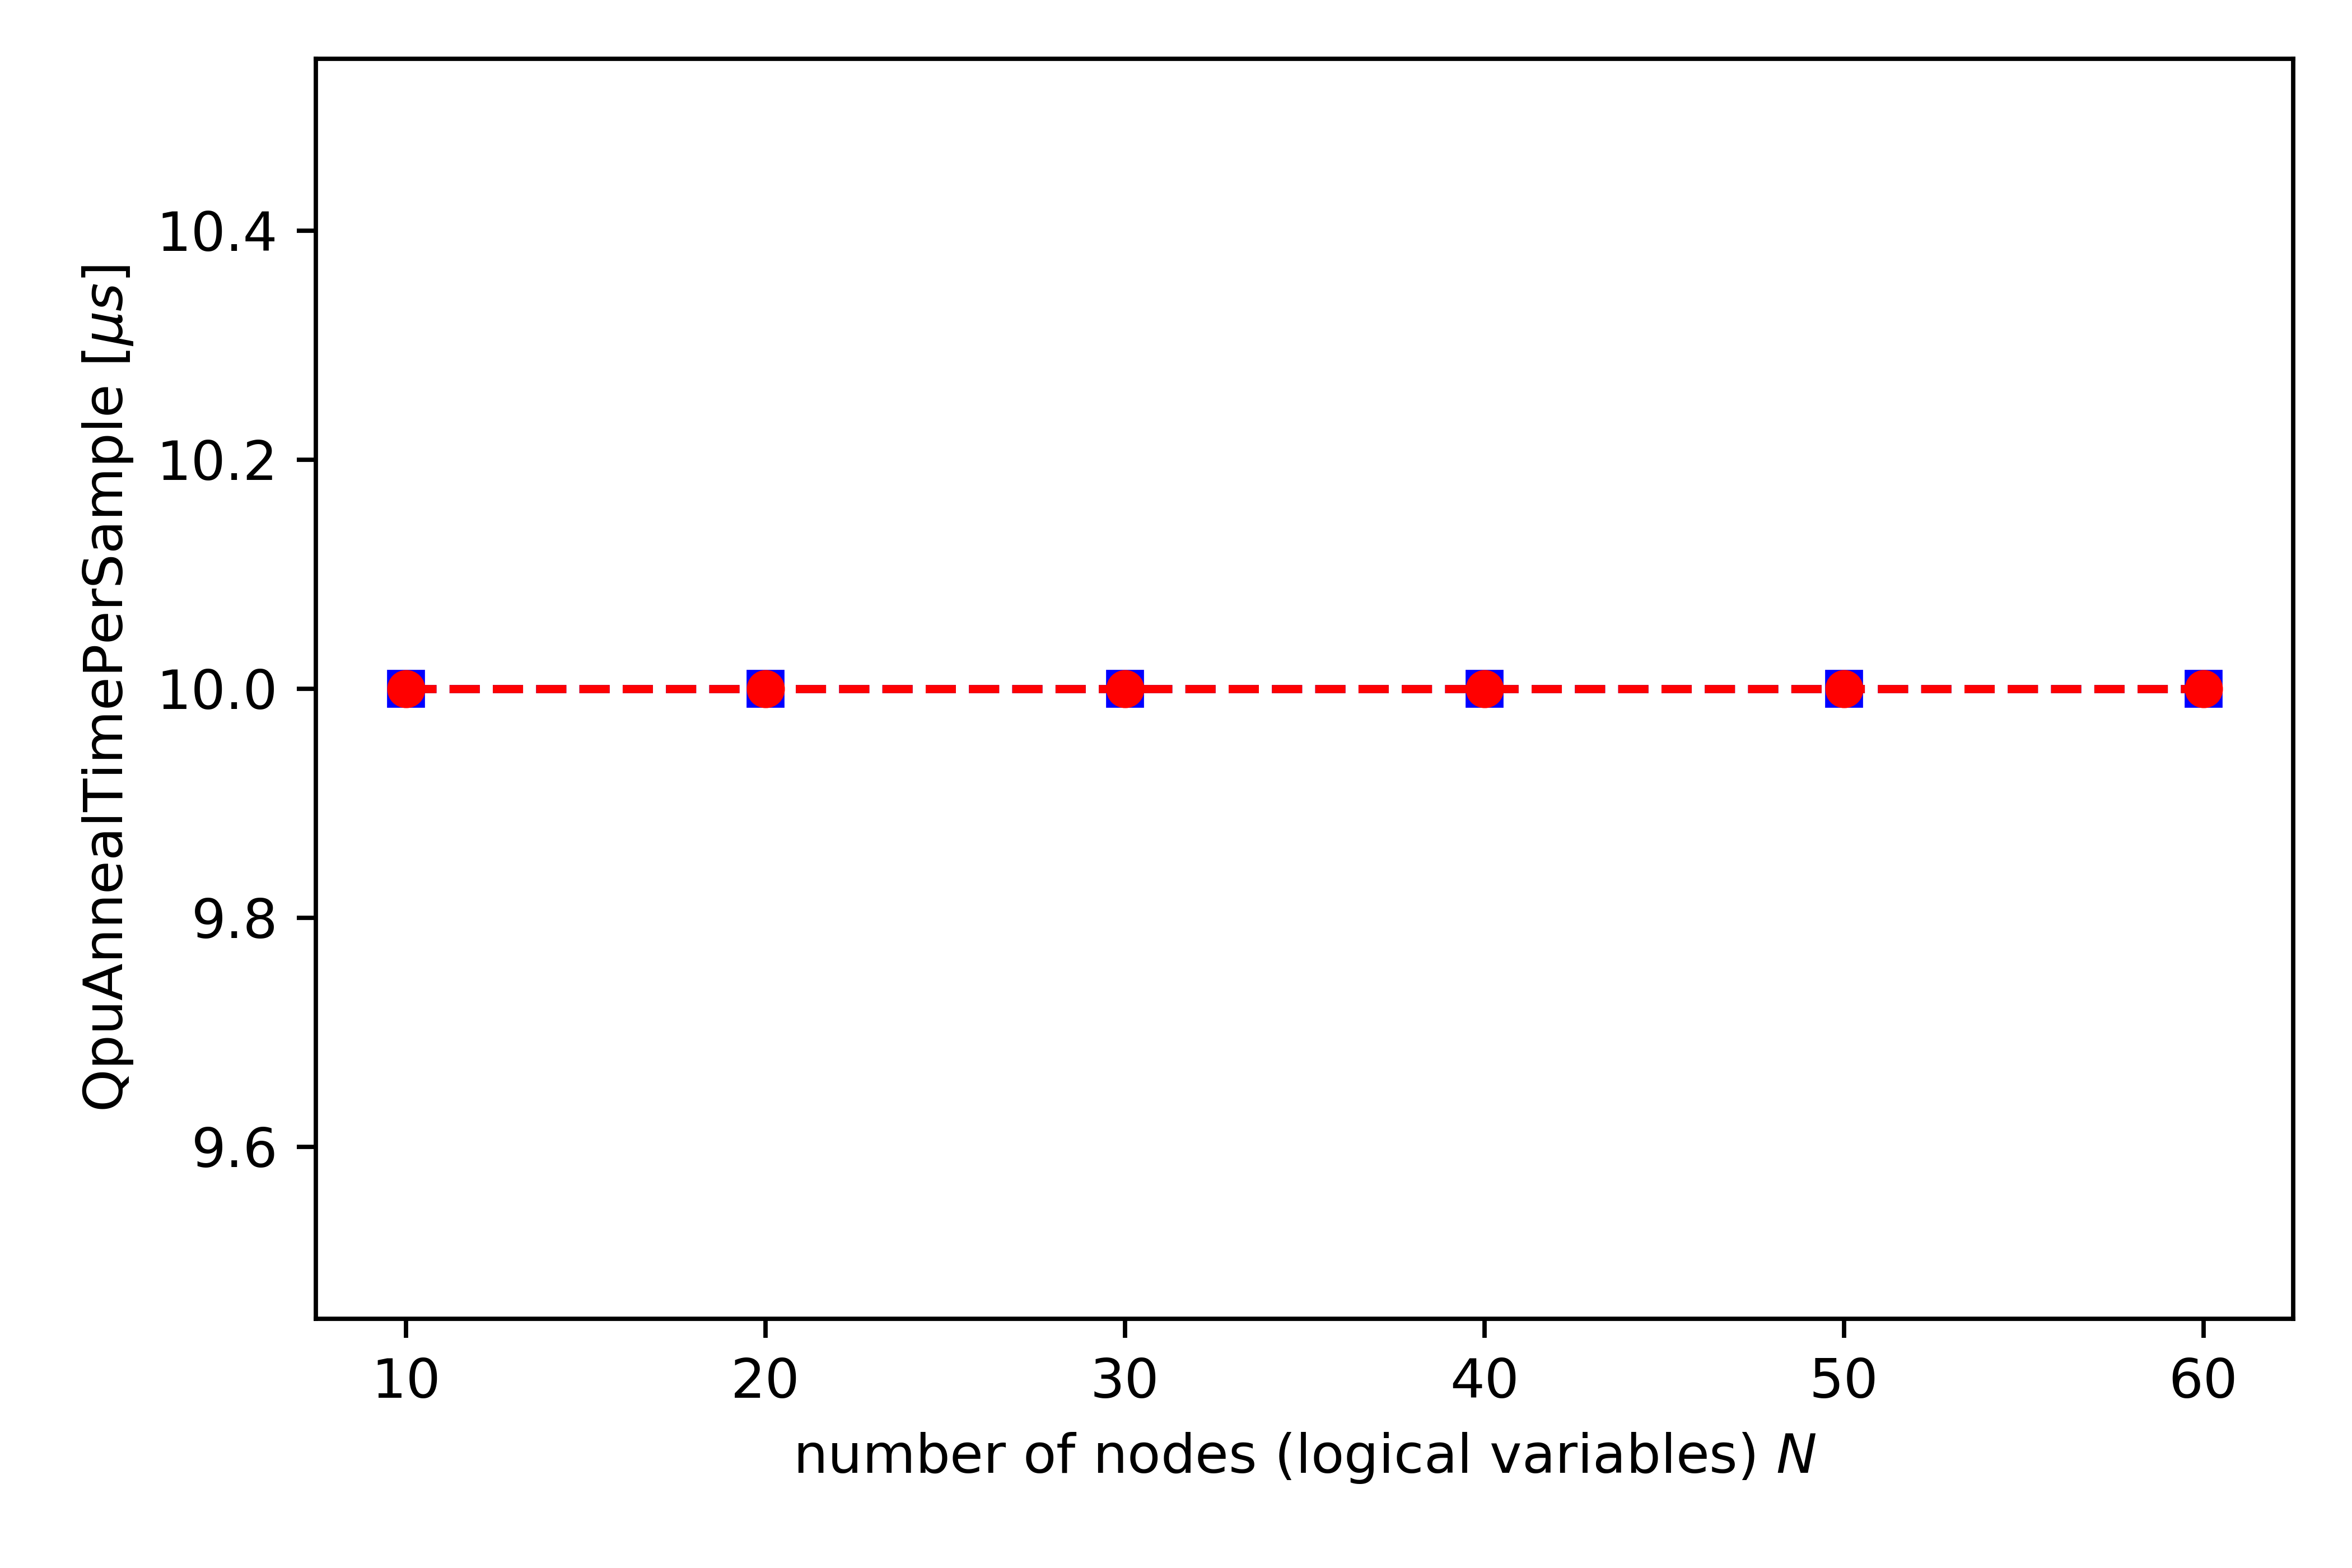 QpuAnnealTimePerSample [μs]
10.4
10.2
10.0
9.8
9.6
10 20 30 40 50 60
number of nodes (logical variables) N